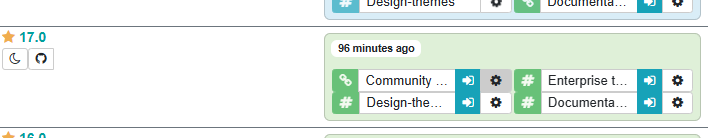 Design-themes
Documenta...
17.0
96 minutes ago
Community ...
Enterprise t...
Design-the...
Documenta...
16.0